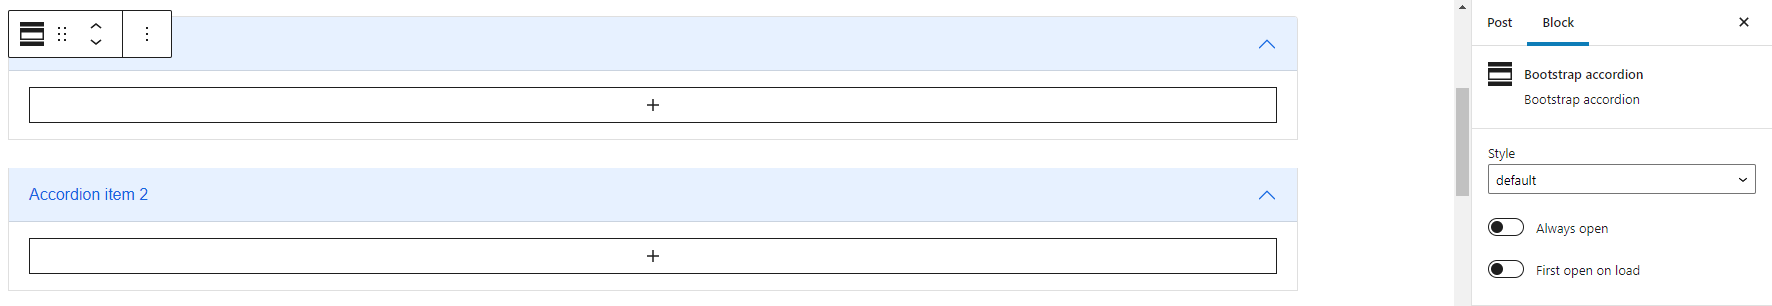 Post
Block
Bootstrap accordion
Bootstrap accordion
Style
default
Always open
First open on load
Accordion item 2